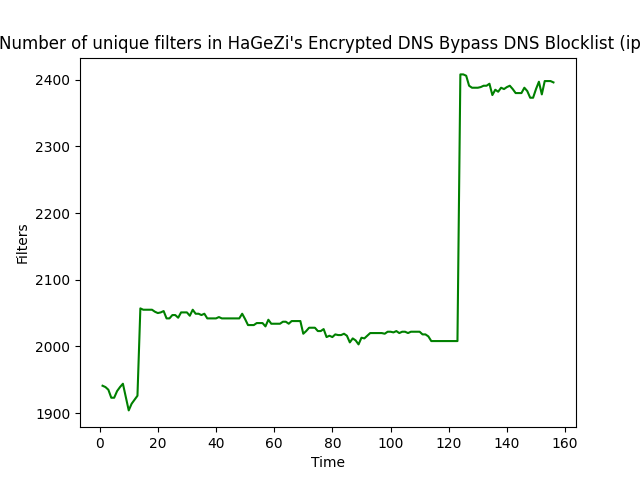 Number of unique filters in HaGeZi's Encrypted DNS Bypass DNS Blocklist (ip
2400
2300
2200
2100
2000
1900
Filters
0 20 40 60 80 100 120 140 160
Time